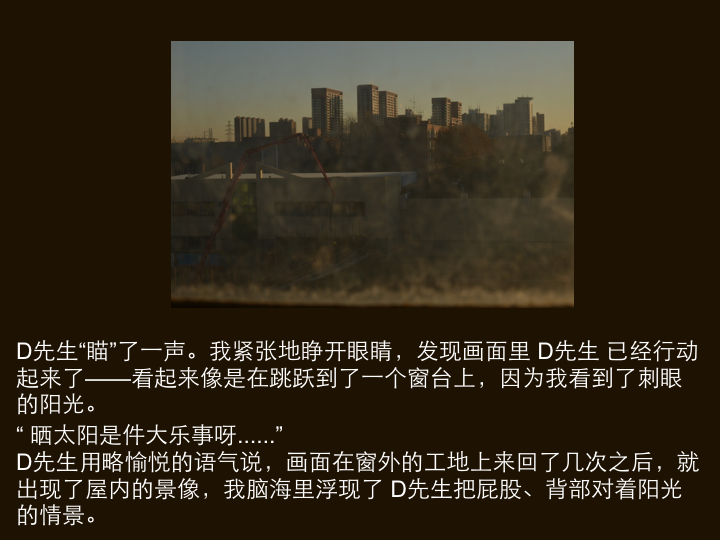 D先生“瞄”了一声。我紧张地睁开眼睛，发现画面里 D先生 已经行动
起来了——看起来像是在跳跃到了一个窗台上，因为我看到了刺眼
的阳光。
“ 晒太阳是件大乐事呀......”
D先生用略愉悦的语气说，画面在窗外的工地上来回了几次之后，就
出现了屋内的景像，我脑海里浮现了 D先生把屁股、背部对着阳光
的情景。